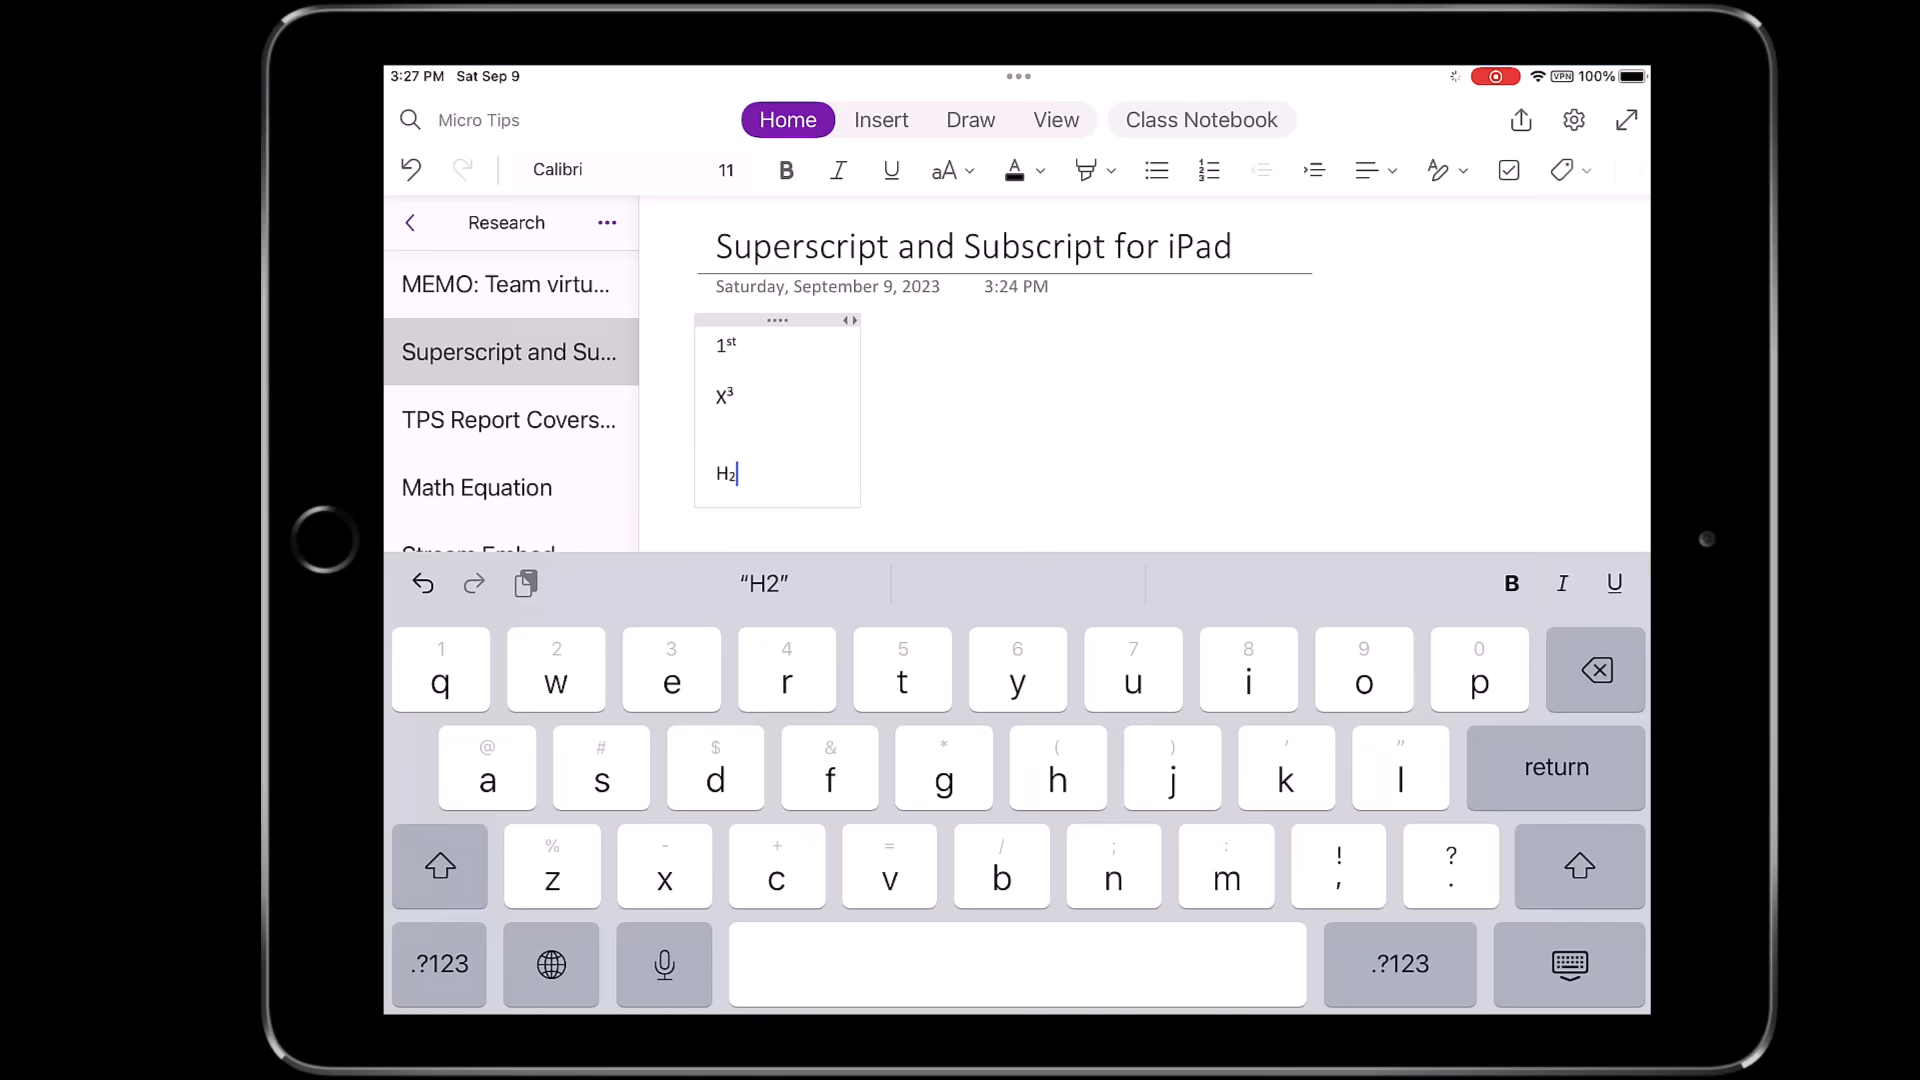 3:27 PM Sat Sep 9
VPN 100%
Micro Tips
Home Insert Draw View Class Notebook
Calibri 11 B I U aA A
Research
MEMO: Team virtu...
Superscript and Su...
TPS Report Covers...
Math Equation
Superscript and Subscript for iPad
Saturday, September 9, 2023 3:24 PM
1ˢᵗ
X³
H₂
“H2” B I U
1 2 3 4 5 6 7 8 9 0
q w e r t y u i o p
@ # $ & * ( ) ' "
a s d f g h j k l return
% - + = / ; : ! ?
z x c v b n m , .
.?123 .?123